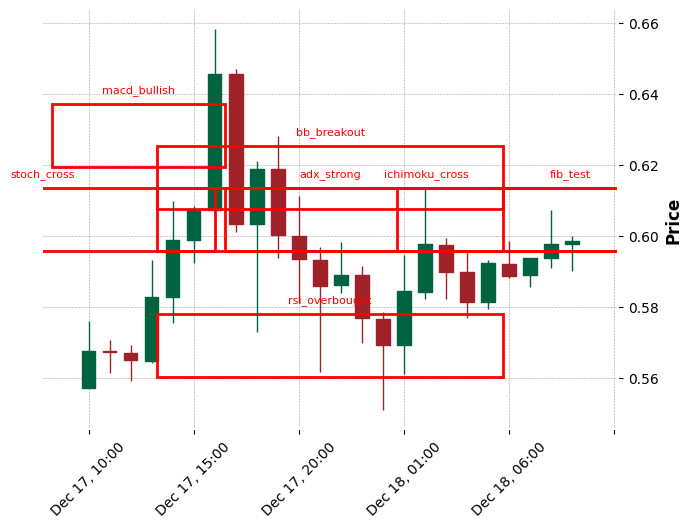 0.66
macd_bullish
0.64
bb_breakout
0.62
stoch_cross
adx_strong
ichimoku_cross
fib_test
0.60
Price
rsi_overbought
0.58
0.56
Dec 17, 10:00
Dec 17, 15:00
Dec 17, 20:00
Dec 18, 01:00
Dec 18, 06:00